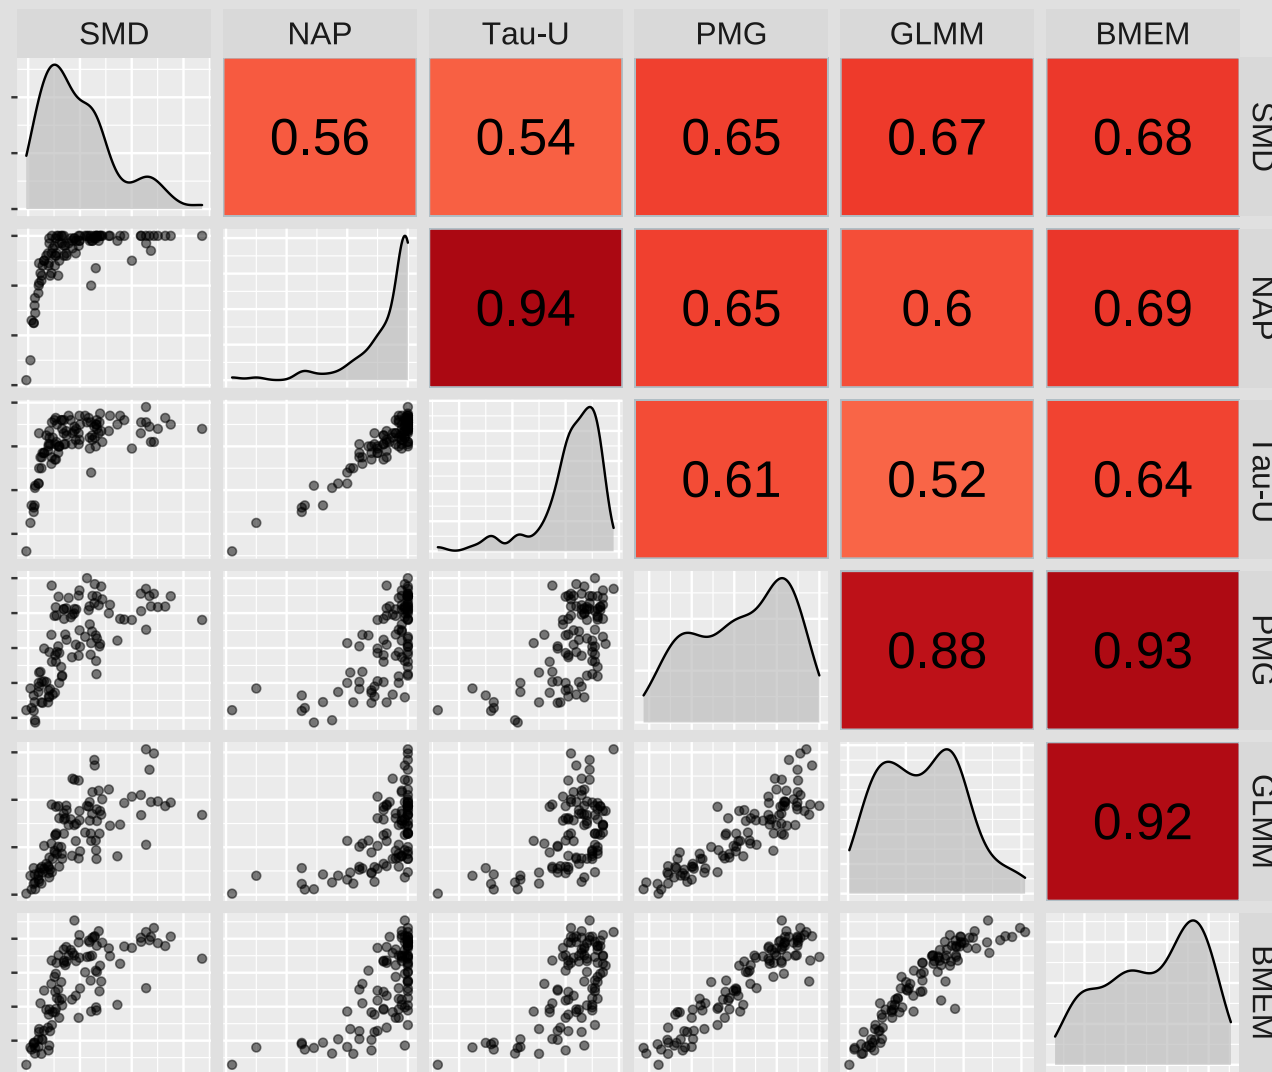 SMD NAP Tau-U PMG GLMM BMEM
0.56 0.54 0.65 0.67 0.68 SMD
0.94 0.65 0.6 0.69 NAP
0.61 0.52 0.64 Tau-U
0.88 0.93 PMG
0.92 GLMM
BMEM